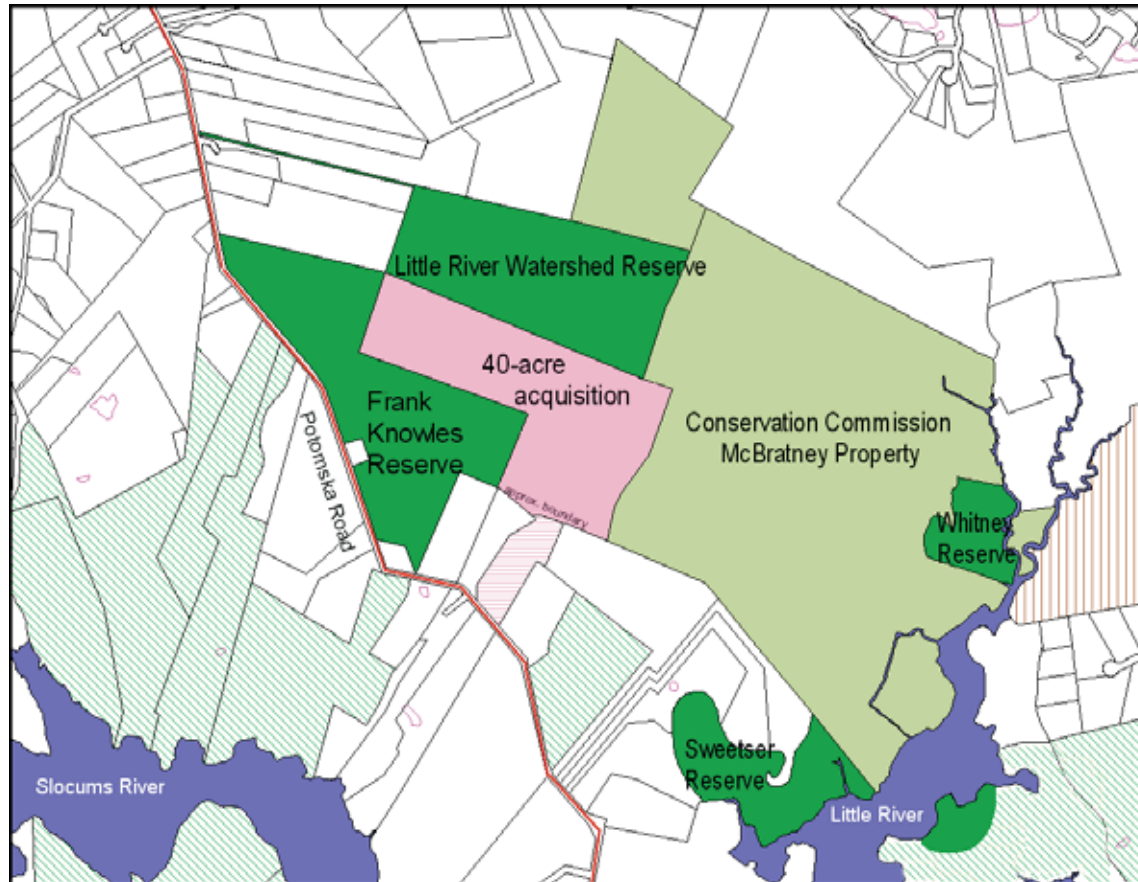 Little River Watershed Reserve
40-acre
acquisition
Frank
Knowles
Reserve
Conservation Commission
McBratney Property
Potomska Road
approx. boundary
Whitney
Reserve
Sweetser
Reserve
Slocums River
Little River